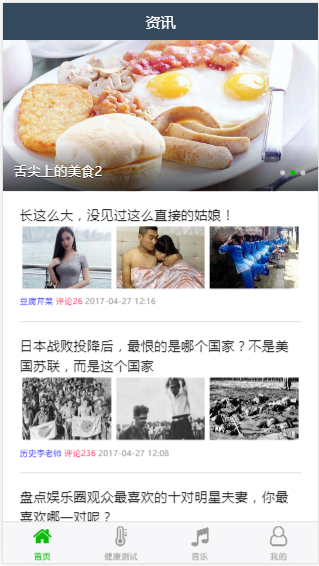 资讯
舌尖上的美食2
长这么大，没见过这么直接的姑娘！
豆腐芹菜 评论26 2017-04-27 12:16
日本战败投降后，最恨的是哪个国家？不是美
国苏联，而是这个国家
历史李老师 评论236 2017-04-27 12:08
盘点娱乐圈观众最喜欢的十对明星夫妻，你最
喜欢哪一对呢？
首页 健康测试 音乐 我的